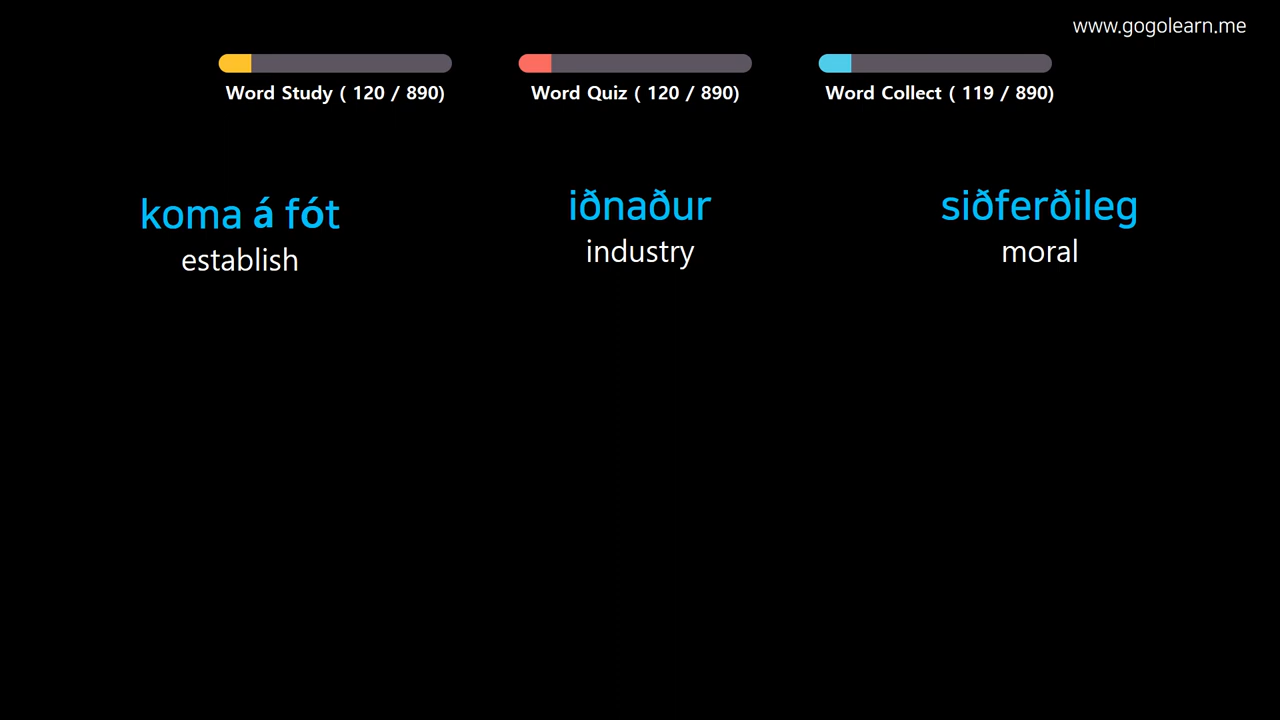 www.gogolearn.me
Word Study ( 120 / 890)
Word Quiz ( 120 / 890)
Word Collect ( 119 / 890)
koma á fót
establish
iðnaður
industry
siðferðileg
moral